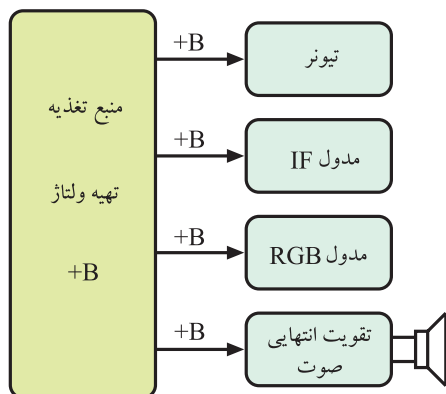 منبع تغذیه
تهیه ولتاژ
+B
+B
تیونر
+B
مدول IF
+B
مدول RGB
+B
تقویت انتهایی
صوت